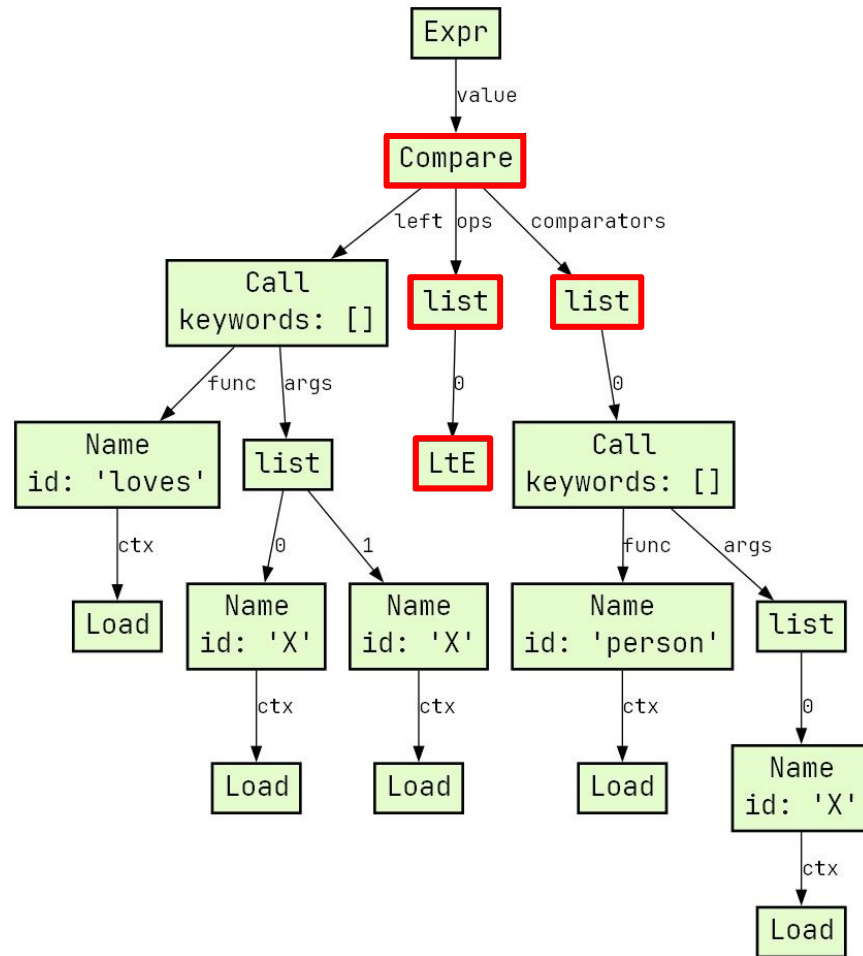 Expr
value
Compare
left ops comparators
Call
keywords: []
list
list
func args
0
0
Name
id: 'loves'
list
LtE
Call
keywords: []
ctx
0
1
func
args
Load
Name
id: 'X'
Name
id: 'X'
Name
id: 'person'
list
ctx
ctx
ctx
0
Load
Load
Load
Name
id: 'X'
ctx
Load